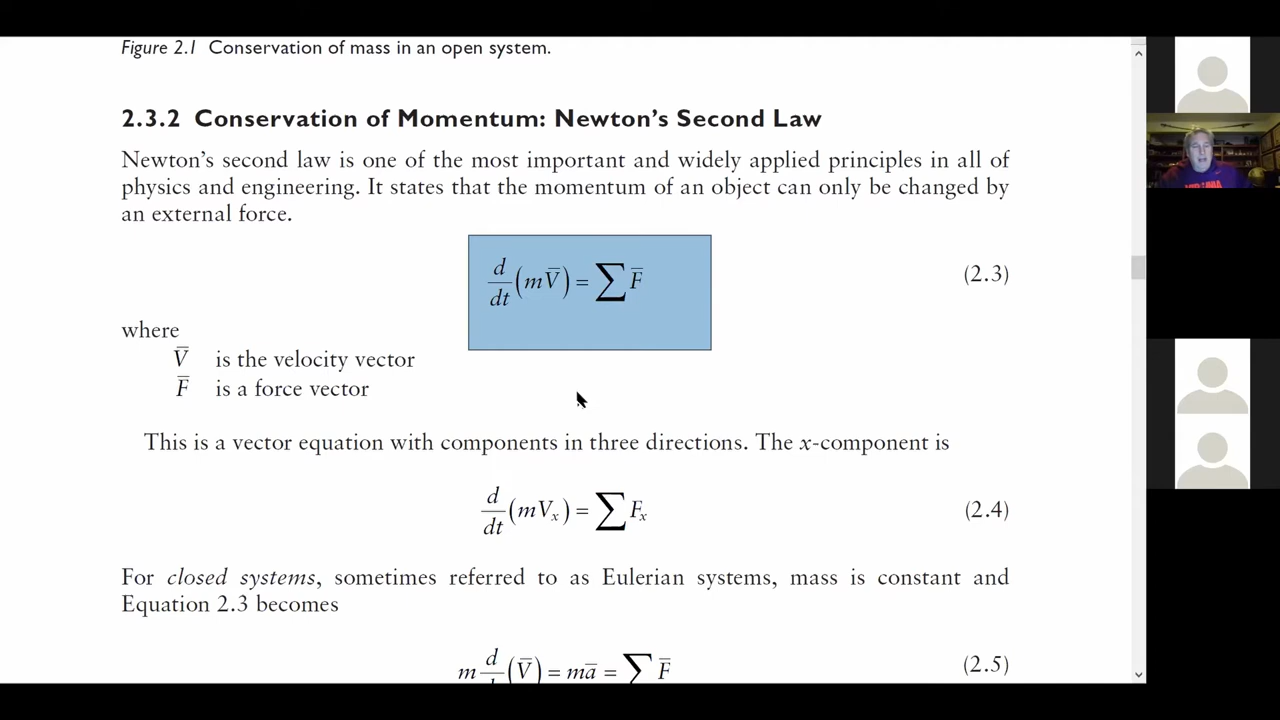 Figure 2.1 Conservation of mass in an open system.
2.3.2 Conservation of Momentum: Newton's Second Law
Newton's second law is one of the most important and widely applied principles in all of
physics and engineering. It states that the momentum of an object can only be changed by
an external force.
d/dt (mV̅) = ∑ F̅ (2.3)
where
V̅ is the velocity vector
F̅ is a force vector
This is a vector equation with components in three directions. The x-component is
d/dt (mVₓ) = ∑ Fₓ (2.4)
For closed systems, sometimes referred to as Eulerian systems, mass is constant and
Equation 2.3 becomes
m d/d (V̅) = ma̅ = ∑ F̅ (2.5)